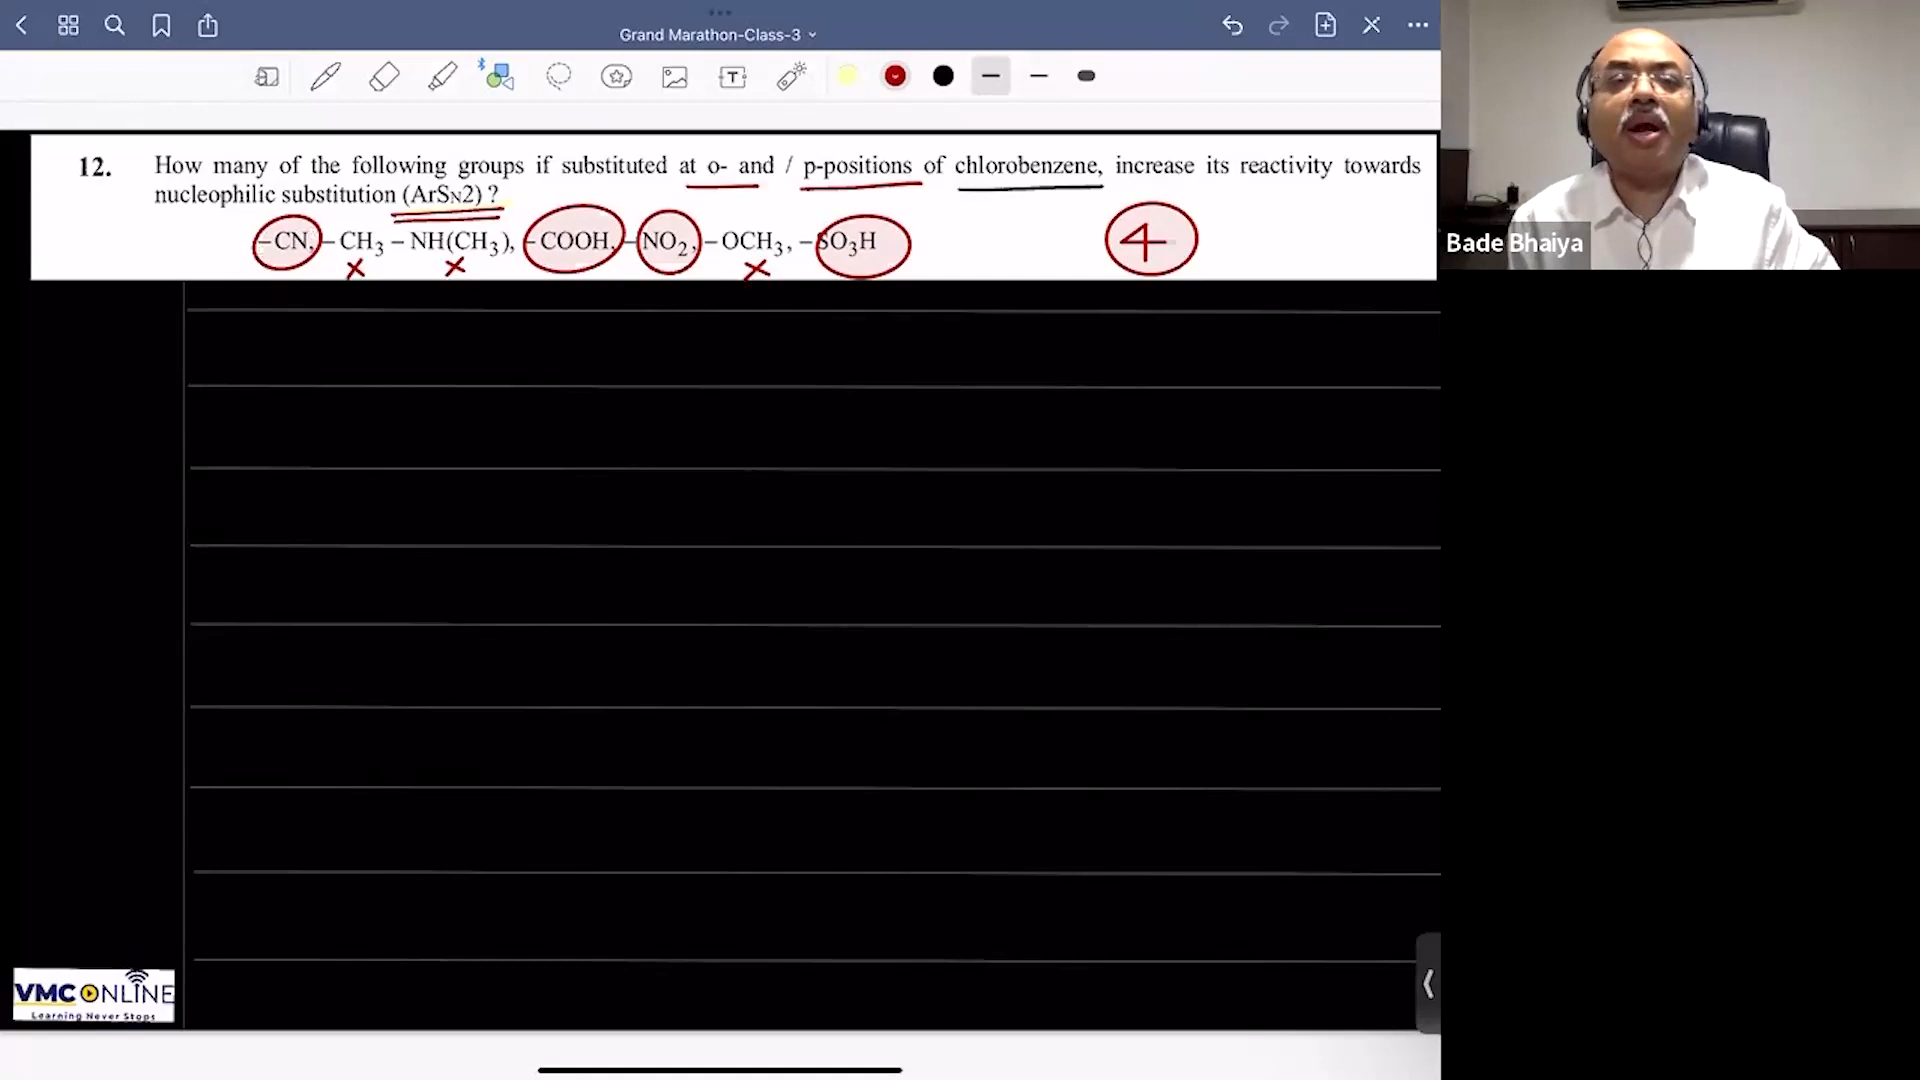 Grand Marathon-Class-3
12. How many of the following groups if substituted at o- and / p-positions of chlorobenzene, increase its reactivity towards
nucleophilic substitution (ArSN2) ?
–CN, –CH3 – NH(CH3), –COOH, –NO2, –OCH3, –SO3H
4
Bade Bhaiya
VMC ONLINE
Learning Never Stops